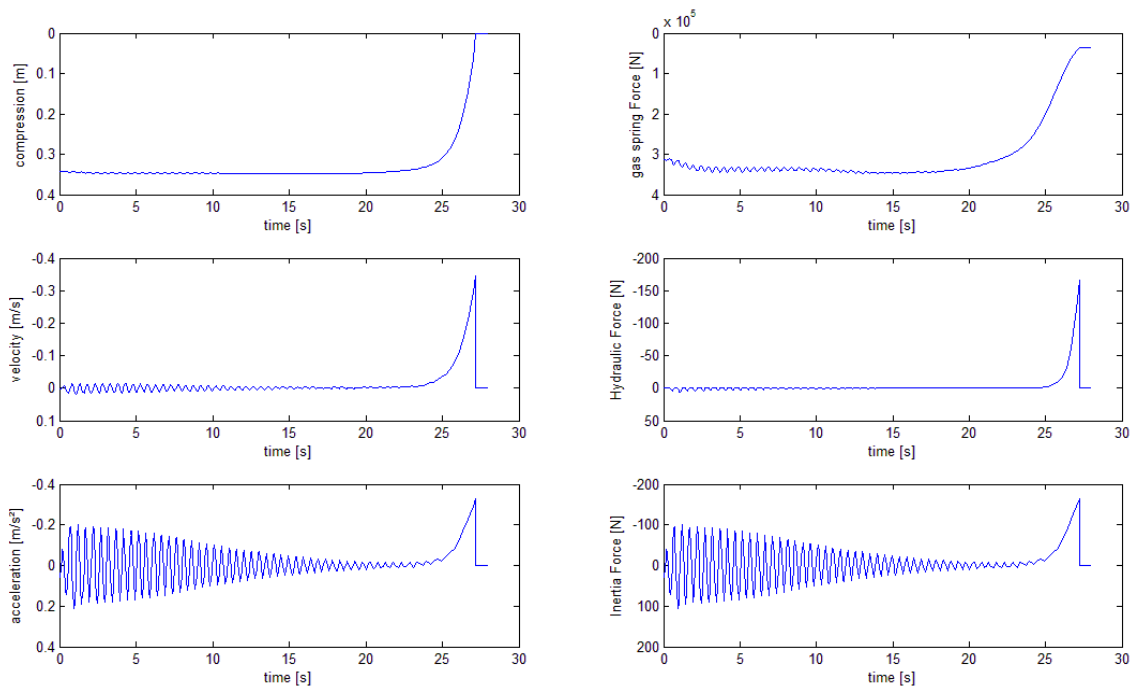 0
0.1
0.2
0.3
0.4
compression [m]
0 5 10 15 20 25 30
time [s]
x 10⁵
0
1
2
3
4
gas spring Force [N]
0 5 10 15 20 25 30
time [s]
-0.4
-0.3
-0.2
-0.1
0
0.1
velocity [m/s]
0 5 10 15 20 25 30
time [s]
-200
-150
-100
-50
0
50
Hydraulic Force [N]
0 5 10 15 20 25 30
time [s]
-0.4
-0.2
0
0.2
0.4
acceleration [m/s²]
0 5 10 15 20 25 30
time [s]
-200
-100
0
100
200
Inertia Force [N]
0 5 10 15 20 25 30
time [s]